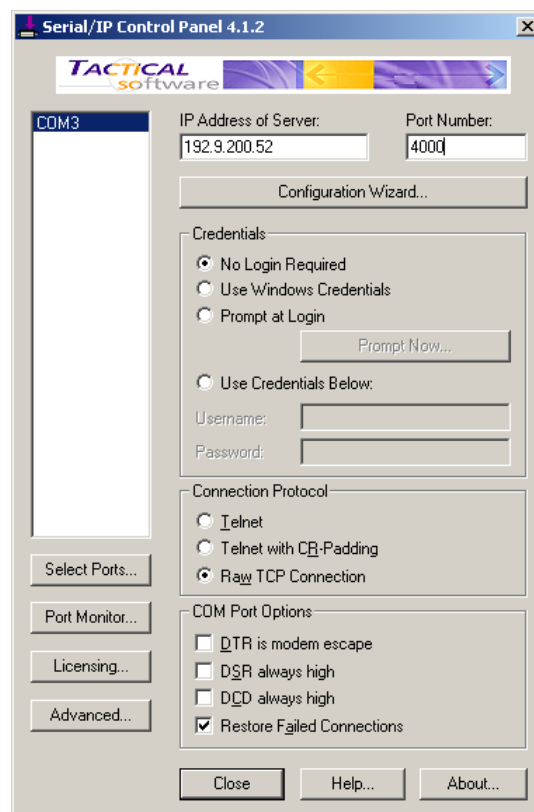 Serial/IP Control Panel 4.1.2
TACTICAL
software
COM3
IP Address of Server:
Port Number:
192.9.200.52
4000
Configuration Wizard...
Credentials
No Login Required
Use Windows Credentials
Prompt at Login
Prompt Now...
Use Credentials Below:
Username:
Password:
Connection Protocol
Telnet
Telnet with CR-Padding
Raw TCP Connection
Select Ports...
Port Monitor...
Licensing...
Advanced...
COM Port Options
DTR is modem escape
DSR always high
DCD always high
Restore Failed Connections
Close
Help...
About...